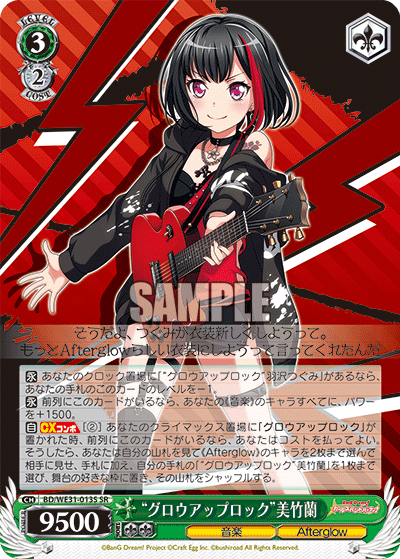 LEVEL
3
2
COST
SAMPLE
そうだよ、つぐみが衣装新しくしようって。
もっとAfterglowらしい衣装にしようって言ってくれたんだ
永 あなたのクロック置場に「“グロウアップロック”羽沢つぐみ」があるなら、
あなたの手札のこのカードのレベルを－1。
永 前列にこのカードがいるなら、あなたの《音楽》のキャラすべてに、パワー
を＋1500。
自 CXコンボ [②] あなたのクライマックス置場に「グロウアップロック」が
置かれた時、前列にこのカードがいるなら、あなたはコストを払ってよい。
そうしたら、あなたは自分の山札を見て《Afterglow》のキャラを2枚まで選んで
相手に見せ、手札に加え、自分の手札の「“グロウアップロック”美竹蘭」を1枚まで
選び、舞台の好きな枠に置き、その山札をシャッフルする。
CH BD/WE31-013S SR
“グロウアップロック”美竹蘭
9500
音楽
Afterglow
©BanG Dream! Project ©Craft Egg Inc. ©bushiroad All Rights Reserved.